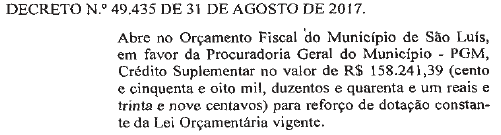 DECRETO N.º 49.435 DE 31 DE AGOSTO DE 2017.
Abre no Orçamento Fiscal do Município de São Luís,
em favor da Procuradoria Geral do Município - PGM,
Crédito Suplementar no valor de R$ 158.241,39 (cento
e cinquenta e oito mil, duzentos e quarenta e um reais e
trinta e nove centavos) para reforço de dotação constan-
te da Lei Orçamentária vigente.